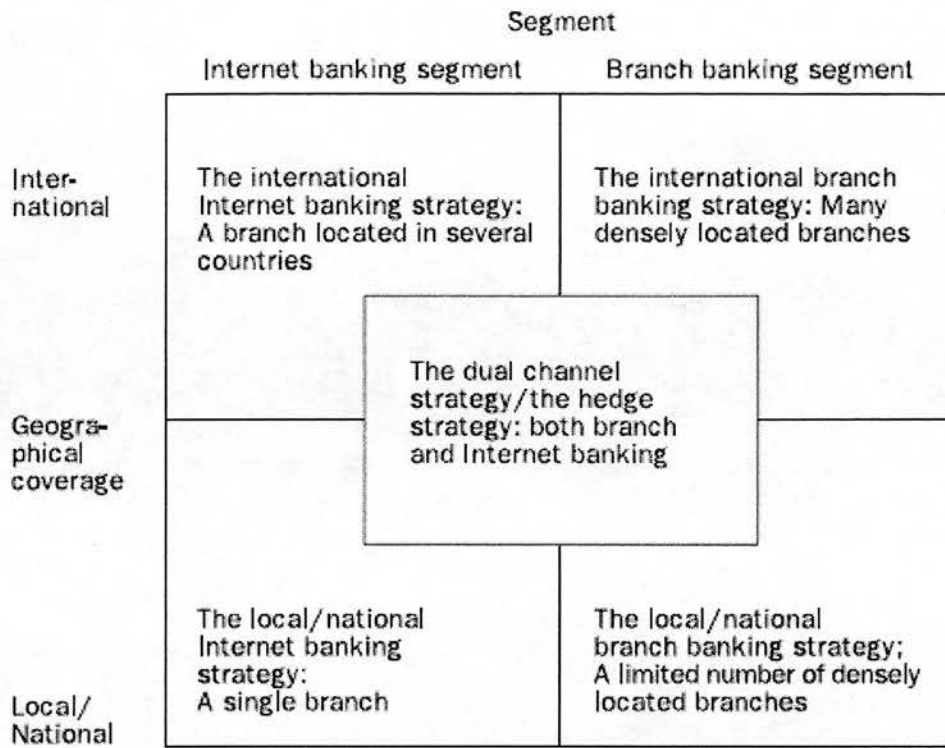 Segment
Internet banking segment
Branch banking segment
Inter-
national
The international
Internet banking strategy:
A branch located in several
countries
The international branch
banking strategy: Many
densely located branches
The dual channel
strategy/the hedge
strategy: both branch
and Internet banking
Geogra-
phical
coverage
The local/national
Internet banking
strategy:
A single branch
The local/national
branch banking strategy;
A limited number of densely
located branches
Local/
National